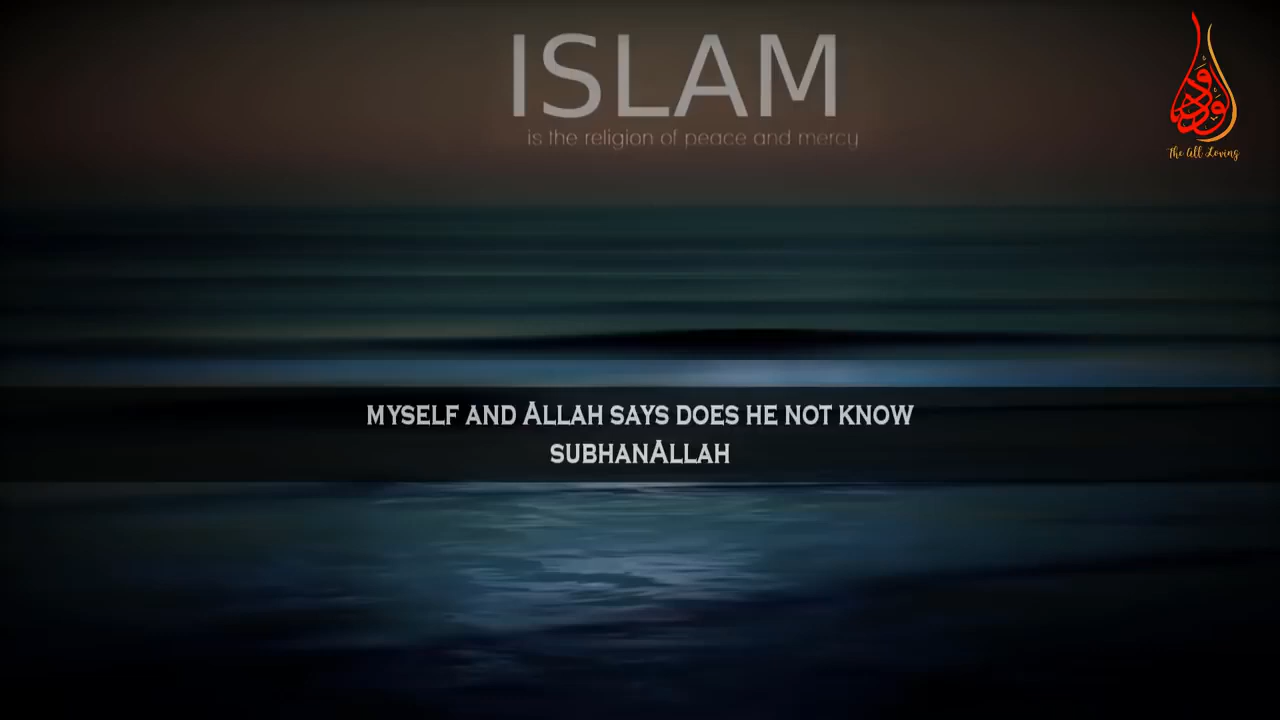 ISLAM
is the religion of peace and mercy
The All Loving
MYSELF AND ALLAH SAYS DOES HE NOT KNOW
SUBHANALLAH